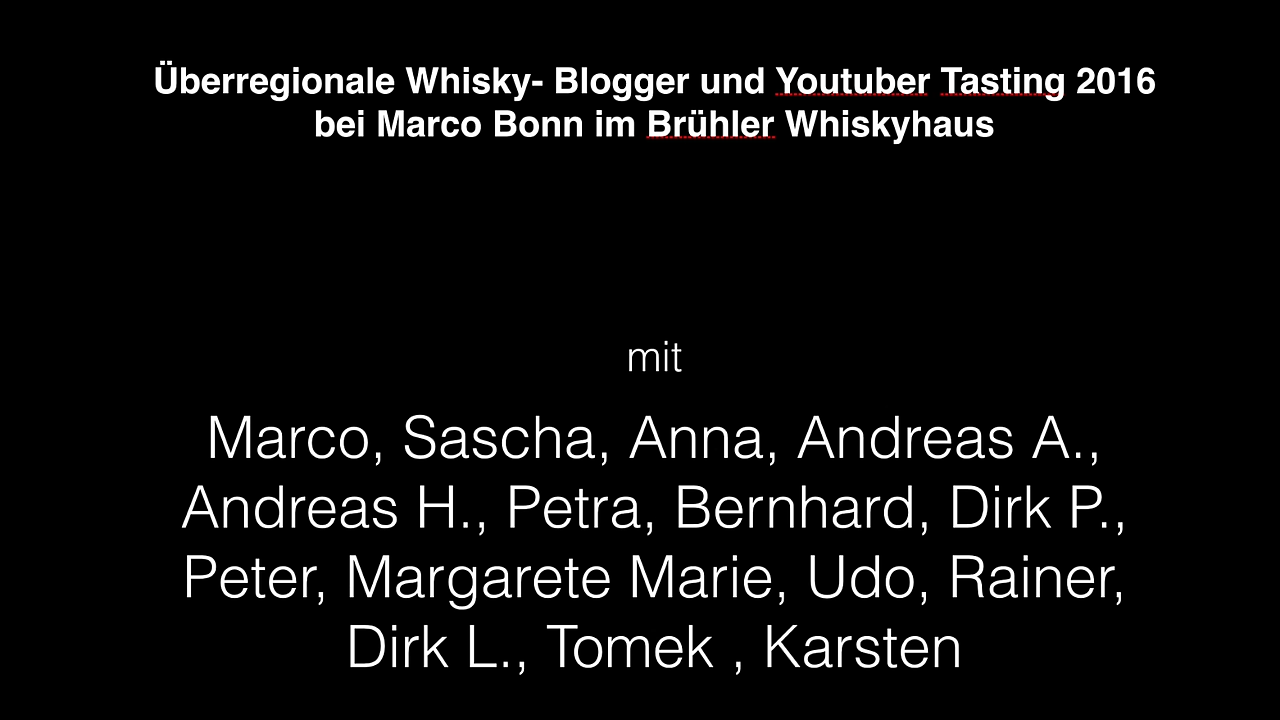 Überregionale Whisky- Blogger und Youtuber Tasting 2016
bei Marco Bonn im Brühler Whiskyhaus
mit
Marco, Sascha, Anna, Andreas A.,
Andreas H., Petra, Bernhard, Dirk P.,
Peter, Margarete Marie, Udo, Rainer,
Dirk L., Tomek , Karsten